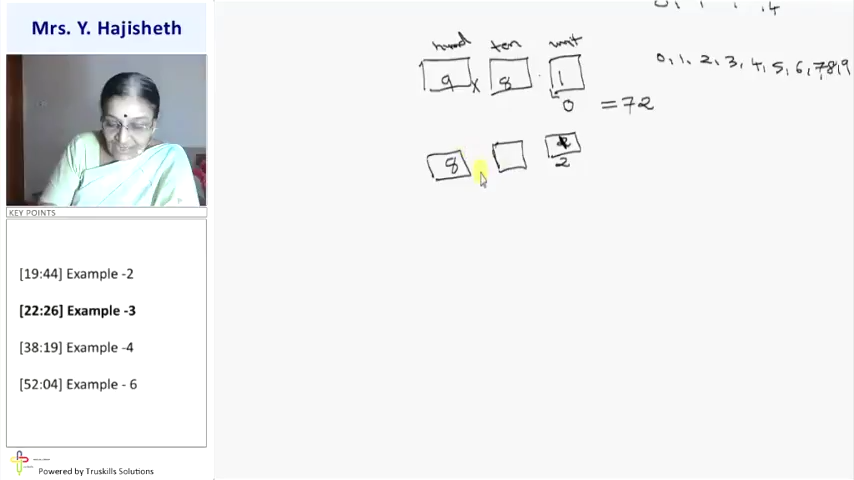 Mrs. Y. Hajisheth
KEY POINTS
[19:44] Example -2
[22:26] Example -3
[38:19] Example -4
[52:04] Example - 6
Powered by Truskills Solutions
hund ten unit
9 x 8 . 1
0 = 72
0, 1, 2, 3, 4, 5, 6, 7, 8, 9
8
2